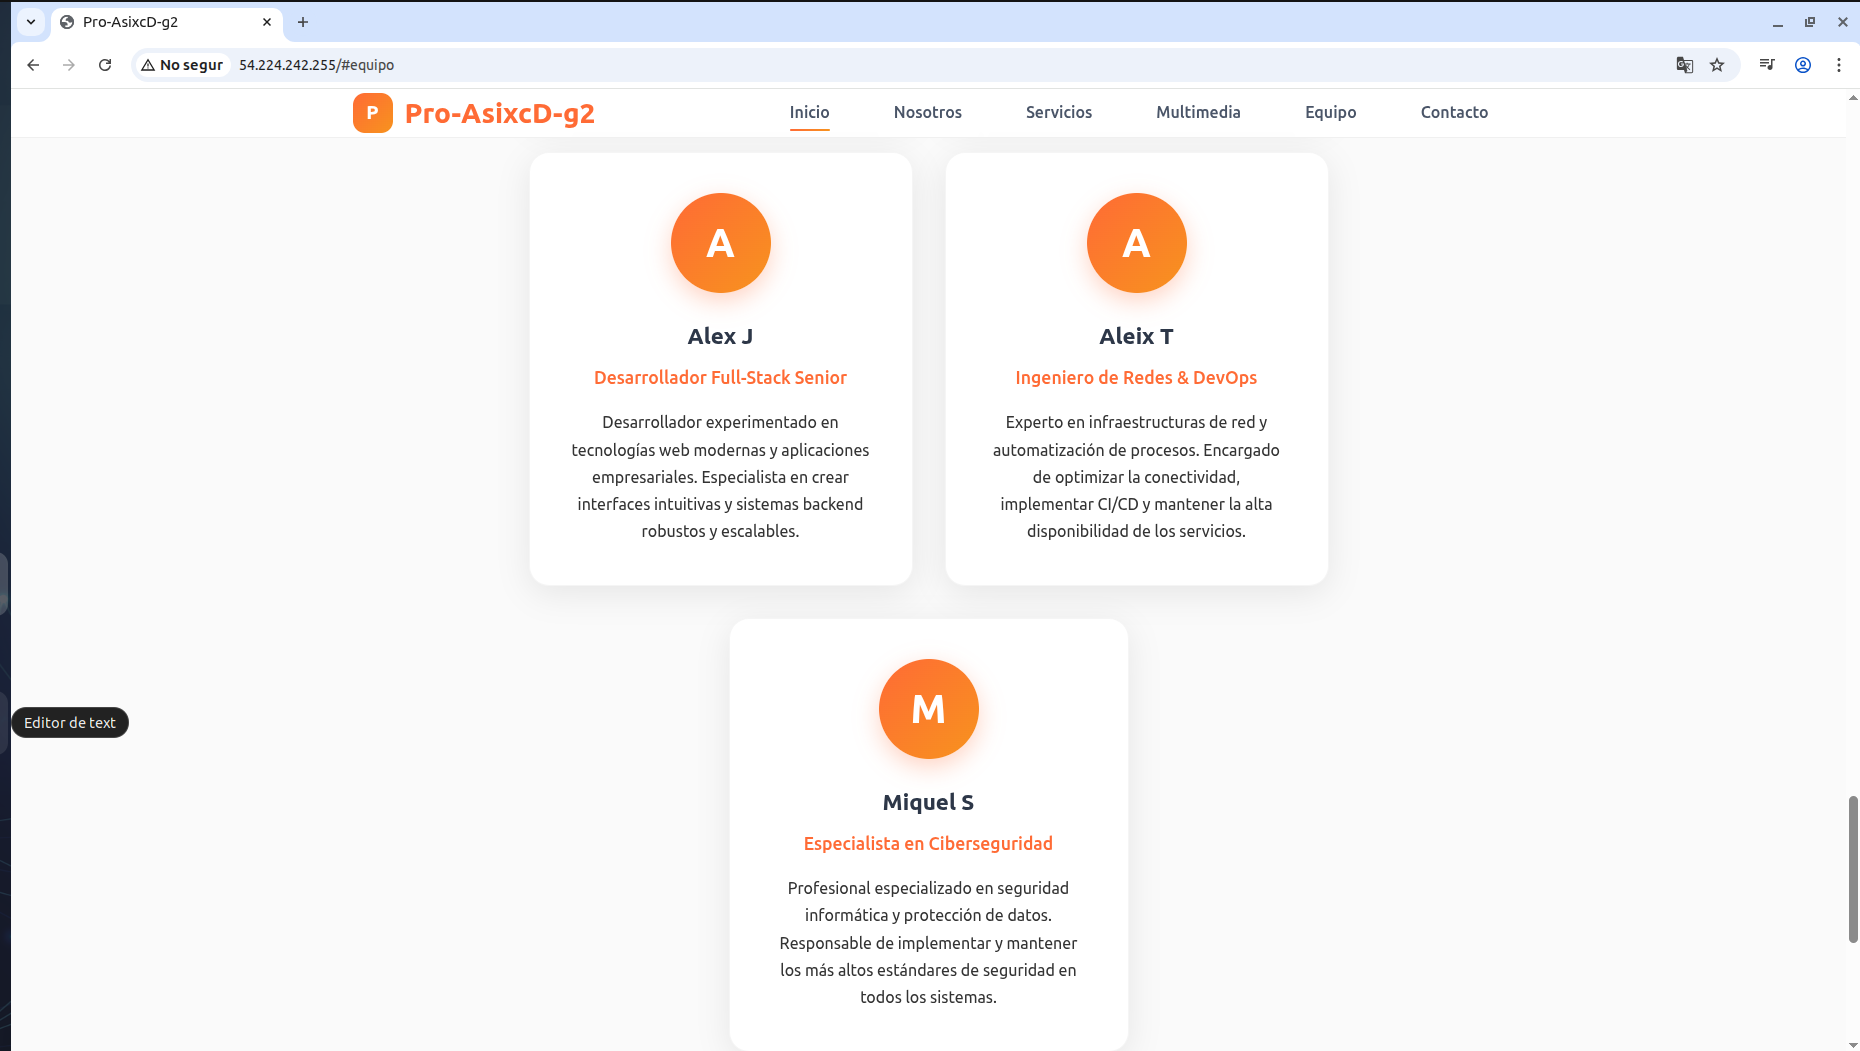 Pro-AsixcD-g2
No segur
54.224.242.255/#equipo
P
Pro-AsixcD-g2
Inicio
Nosotros
Servicios
Multimedia
Equipo
Contacto
A
Alex J
Desarrollador Full-Stack Senior
Desarrollador experimentado en
tecnologías web modernas y aplicaciones
empresariales. Especialista en crear
interfaces intuitivas y sistemas backend
robustos y escalables.
A
Aleix T
Ingeniero de Redes & DevOps
Experto en infraestructuras de red y
automatización de procesos. Encargado
de optimizar la conectividad,
implementar CI/CD y mantener la alta
disponibilidad de los servicios.
Editor de text
M
Miquel S
Especialista en Ciberseguridad
Profesional especializado en seguridad
informática y protección de datos.
Responsable de implementar y mantener
los más altos estándares de seguridad en
todos los sistemas.